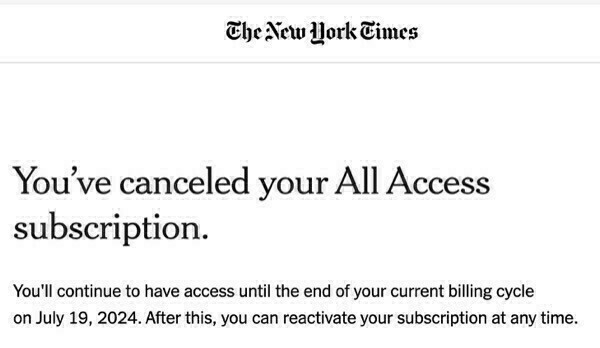 The New York Times
You've canceled your All Access
subscription.
You'll continue to have access until the end of your current billing cycle
on July 19, 2024. After this, you can reactivate your subscription at any time.